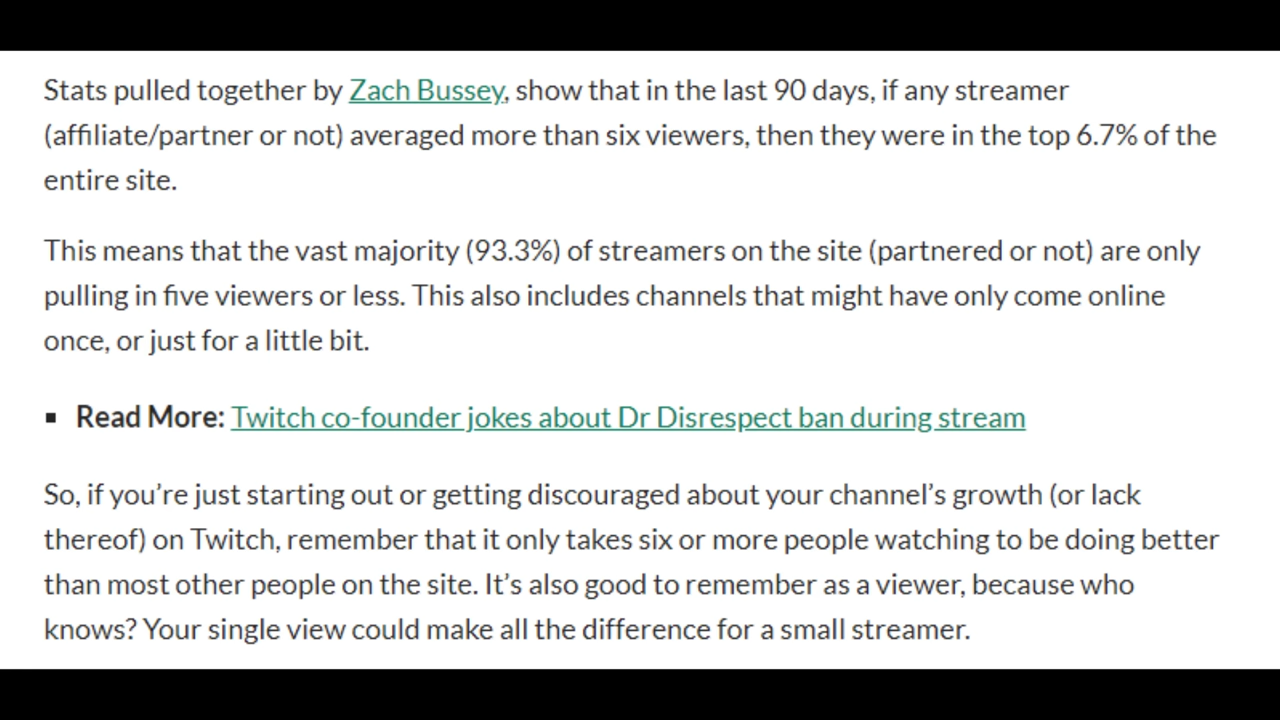 Stats pulled together by Zach Bussey, show that in the last 90 days, if any streamer
(affiliate/partner or not) averaged more than six viewers, then they were in the top 6.7% of the
entire site.
This means that the vast majority (93.3%) of streamers on the site (partnered or not) are only
pulling in five viewers or less. This also includes channels that might have only come online
once, or just for a little bit.
▪ Read More: Twitch co-founder jokes about Dr Disrespect ban during stream
So, if you’re just starting out or getting discouraged about your channel’s growth (or lack
thereof) on Twitch, remember that it only takes six or more people watching to be doing better
than most other people on the site. It’s also good to remember as a viewer, because who
knows? Your single view could make all the difference for a small streamer.